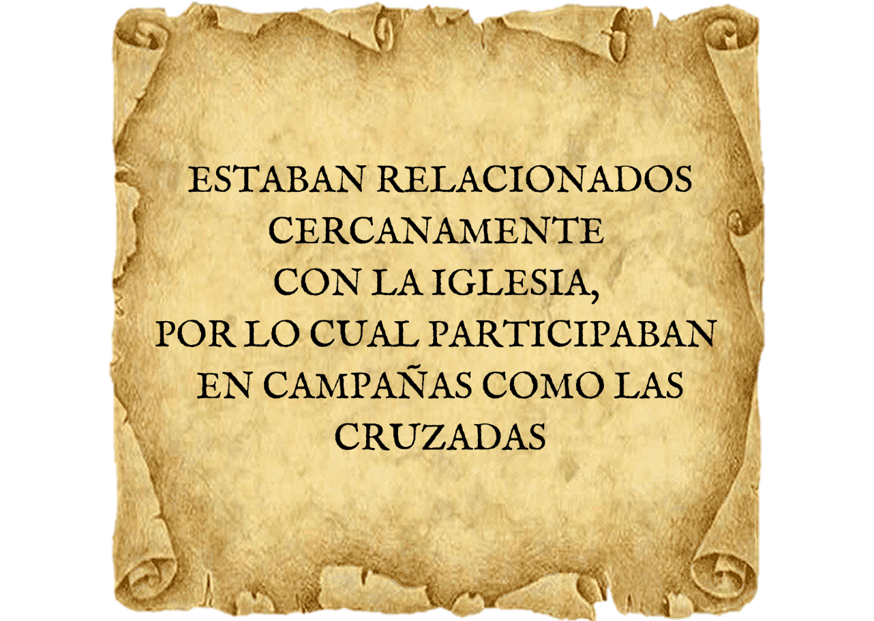 ESTABAN RELACIONADOS
CERCANAMENTE
CON LA IGLESIA,
POR LO CUAL PARTICIPABAN
EN CAMPAÑAS COMO LAS
CRUZADAS